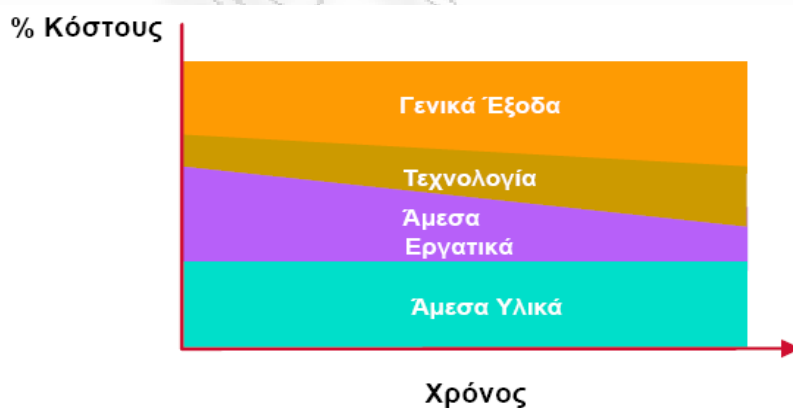 % Κόστους
Γενικά Έξοδα
Τεχνολογία
Άμεσα
Εργατικά
Άμεσα Υλικά
Χρόνος